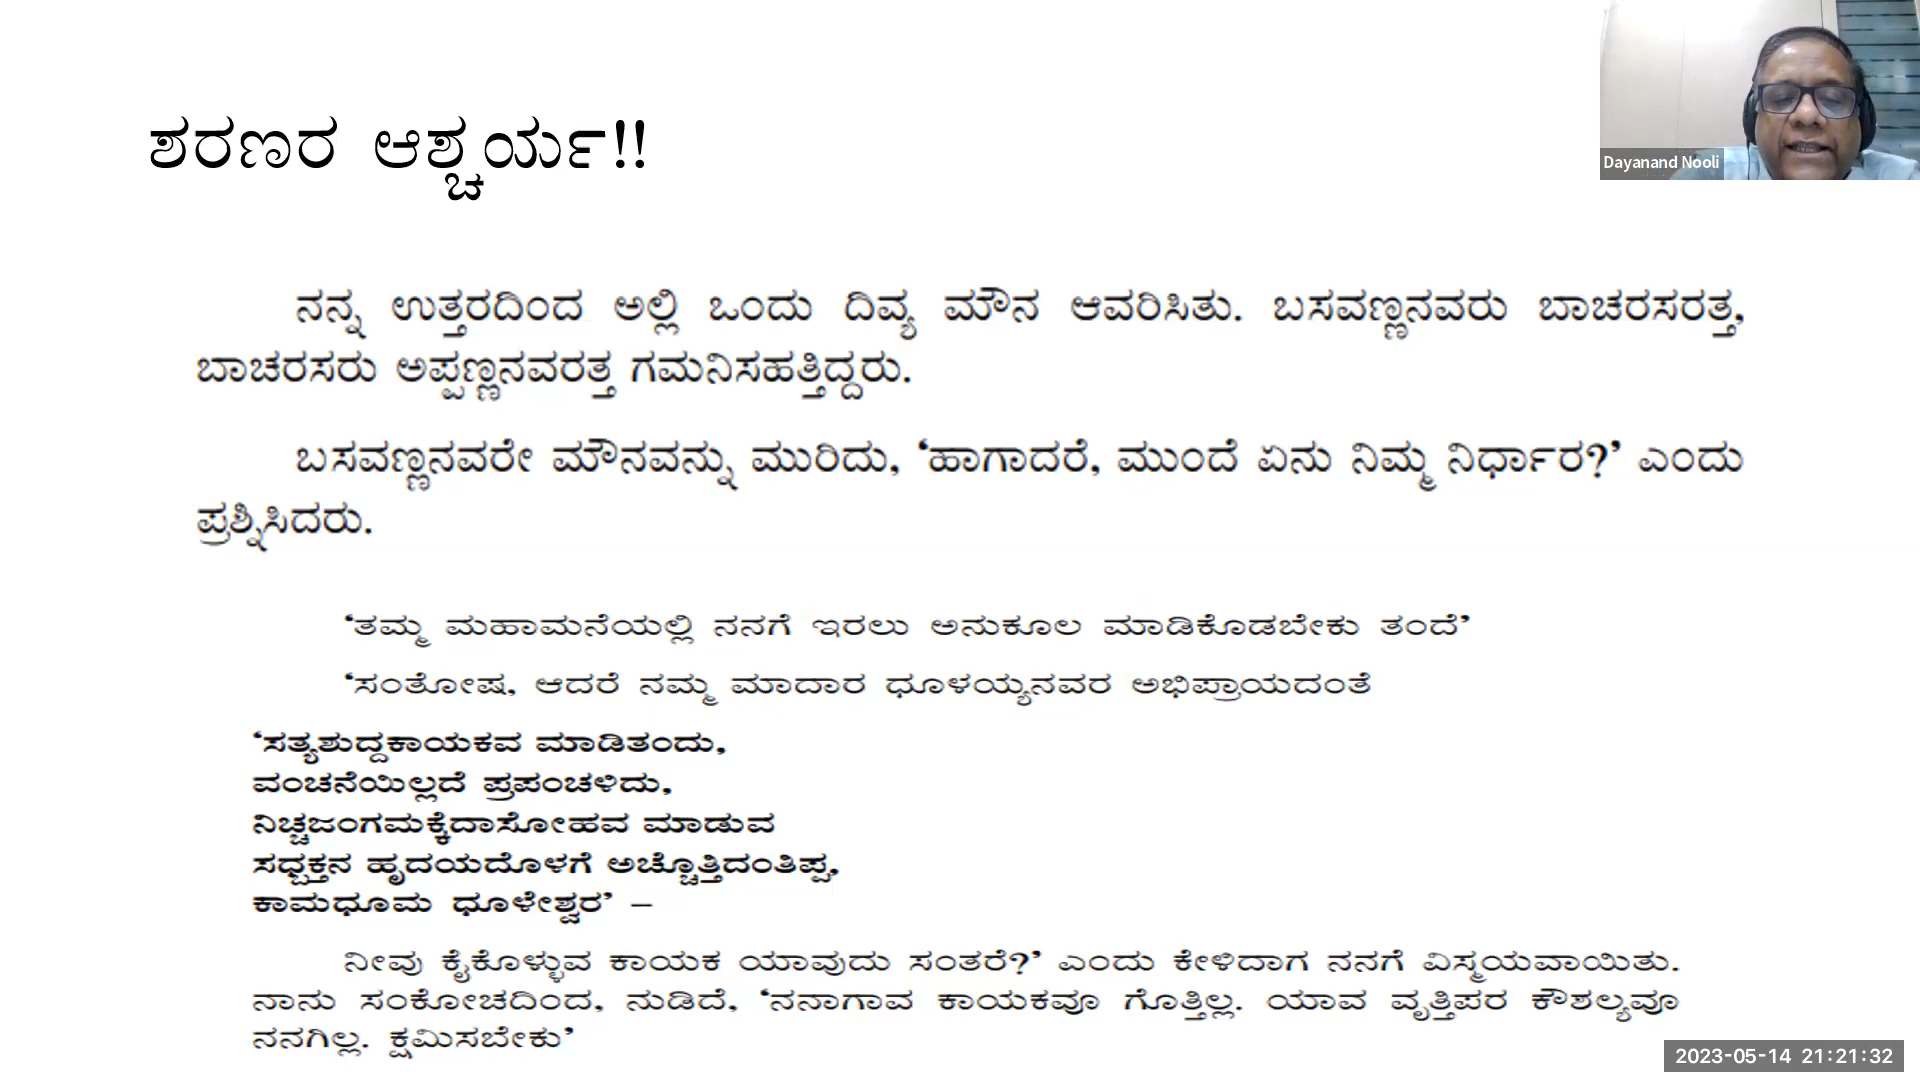 ಶರಣರ ಆಶ್ಚರ್ಯ!!
Dayanand Nooli
ನನ್ನ ಉತ್ತರದಿಂದ ಅಲ್ಲಿ ಒಂದು ದಿವ್ಯ ಮೌನ ಆವರಿಸಿತು. ಬಸವಣ್ಣನವರು ಬಾಚರಸರತ್ತ,
ಬಾಚರಸರು ಅಪ್ಪಣ್ಣನವರತ್ತ ಗಮನಿಸಹತ್ತಿದ್ದರು.
ಬಸವಣ್ಣನವರೇ ಮೌನವನ್ನು ಮುರಿದು, ‘ಹಾಗಾದರೆ, ಮುಂದೆ ಏನು ನಿಮ್ಮ ನಿರ್ಧಾರ?’ ಎಂದು
ಪ್ರಶ್ನಿಸಿದರು.
‘ತಮ್ಮ ಮಹಾಮನೆಯಲ್ಲಿ ನನಗೆ ಇರಲು ಅನುಕೂಲ ಮಾಡಿಕೊಡಬೇಕು ತಂದೆ’
‘ಸಂತೋಷ, ಆದರೆ ನಮ್ಮ ಮಾದಾರ ಧೂಳಯ್ಯನವರ ಅಭಿಪ್ರಾಯದಂತೆ
‘ಸತ್ಯಶುದ್ದಕಾಯಕವ ಮಾಡಿತಂದು,
ವಂಚನೆಯಿಲ್ಲದೆ ಪ್ರಪಂಚಳಿದು,
ನಿಚ್ಚಜಂಗಮಕ್ಕೆದಾಸೋಹವ ಮಾಡುವ
ಸಧ್ಬಕ್ತನ ಹೃದಯದೊಳಗೆ ಅಚ್ಚೊತ್ತಿದಂತಿಪ್ಪ,
ಕಾಮಧೂಮ ಧೂಳೇಶ್ವರ’ –
ನೀವು ಕೈಕೊಳ್ಳುವ ಕಾಯಕ ಯಾವುದು ಸಂತರೆ?’ ಎಂದು ಕೇಳಿದಾಗ ನನಗೆ ವಿಸ್ಮಯವಾಯಿತು.
ನಾನು ಸಂಕೋಚದಿಂದ, ನುಡಿದೆ, ‘ನನಾಗಾವ ಕಾಯಕವೂ ಗೊತ್ತಿಲ್ಲ. ಯಾವ ವೃತ್ತಿಪರ ಕೌಶಲ್ಯವೂ
ನನಗಿಲ್ಲ. ಕ್ಷಮಿಸಬೇಕು’
2023-05-14 21:21:32